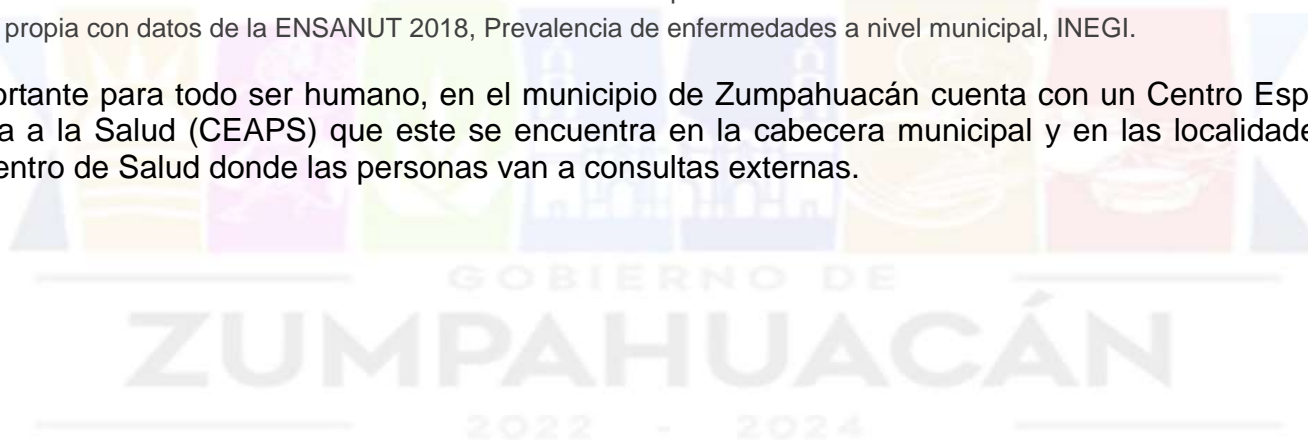 propia con datos de la ENSANUT 2018, Prevalencia de enfermedades a nivel municipal, INEGI.
ortante para todo ser humano, en el municipio de Zumpahuacán cuenta con un Centro Esp
a a la Salud (CEAPS) que este se encuentra en la cabecera municipal y en las localidade
entro de Salud donde las personas van a consultas externas.
GOBIERNO DE
ZUMPAHUACÁN
2022 - 2024